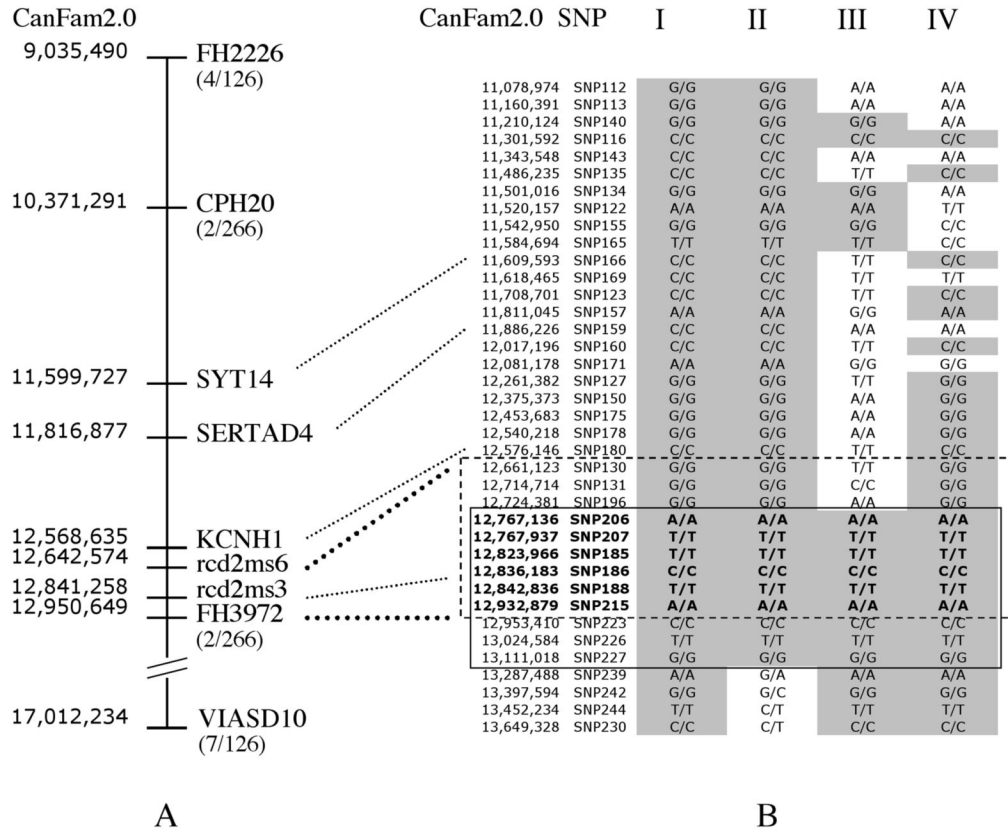 CanFam2.0
9,035,490 FH2226
(4/126)
10,371,291 CPH20
(2/266)
11,599,727 SYT14
11,816,877 SERTAD4
12,568,635 KCNH1
12,642,574 rcd2ms6
12,841,258 rcd2ms3
12,950,649 FH3972
(2/266)
17,012,234 VIASD10
(7/126)
A
CanFam2.0 SNP I II III IV
11,078,974 SNP112 G/G G/G A/A A/A
11,160,391 SNP113 G/G G/G A/A A/A
11,210,124 SNP140 G/G G/G G/G A/A
11,301,592 SNP116 C/C C/C C/C C/C
11,343,548 SNP143 C/C C/C A/A A/A
11,486,235 SNP135 C/C C/C T/T C/C
11,501,016 SNP134 G/G G/G G/G A/A
11,520,157 SNP122 A/A A/A A/A T/T
11,542,950 SNP155 G/G G/G G/G C/C
11,584,694 SNP165 T/T T/T T/T C/C
11,609,593 SNP166 C/C C/C T/T C/C
11,618,465 SNP169 C/C C/C T/T T/T
11,708,701 SNP123 C/C C/C T/T C/C
11,811,045 SNP157 A/A A/A G/G A/A
11,886,226 SNP159 C/C C/C A/A A/A
12,017,196 SNP160 C/C C/C T/T C/C
12,081,178 SNP171 A/A A/A G/G G/G
12,261,382 SNP127 G/G G/G T/T G/G
12,375,373 SNP150 G/G G/G A/A G/G
12,453,683 SNP175 G/G G/G A/A G/G
12,540,218 SNP178 G/G G/G A/A G/G
12,576,146 SNP180 C/C C/C T/T C/C
12,661,123 SNP130 G/G G/G T/T G/G
12,714,714 SNP131 G/G G/G C/C G/G
12,724,381 SNP196 G/G G/G A/A G/G
12,767,136 SNP206 A/A A/A A/A A/A
12,767,937 SNP207 T/T T/T T/T T/T
12,823,966 SNP185 T/T T/T T/T T/T
12,836,183 SNP186 C/C C/C C/C C/C
12,842,836 SNP188 T/T T/T T/T T/T
12,932,879 SNP215 A/A A/A A/A A/A
12,953,410 SNP223 C/C C/C C/C C/C
13,024,584 SNP226 T/T T/T T/T T/T
13,111,018 SNP227 G/G G/G G/G G/G
13,287,488 SNP239 A/A G/A A/A A/A
13,397,594 SNP242 G/G G/C G/G G/G
13,452,234 SNP244 T/T C/T T/T T/T
13,649,328 SNP230 C/C C/T C/C C/C
B